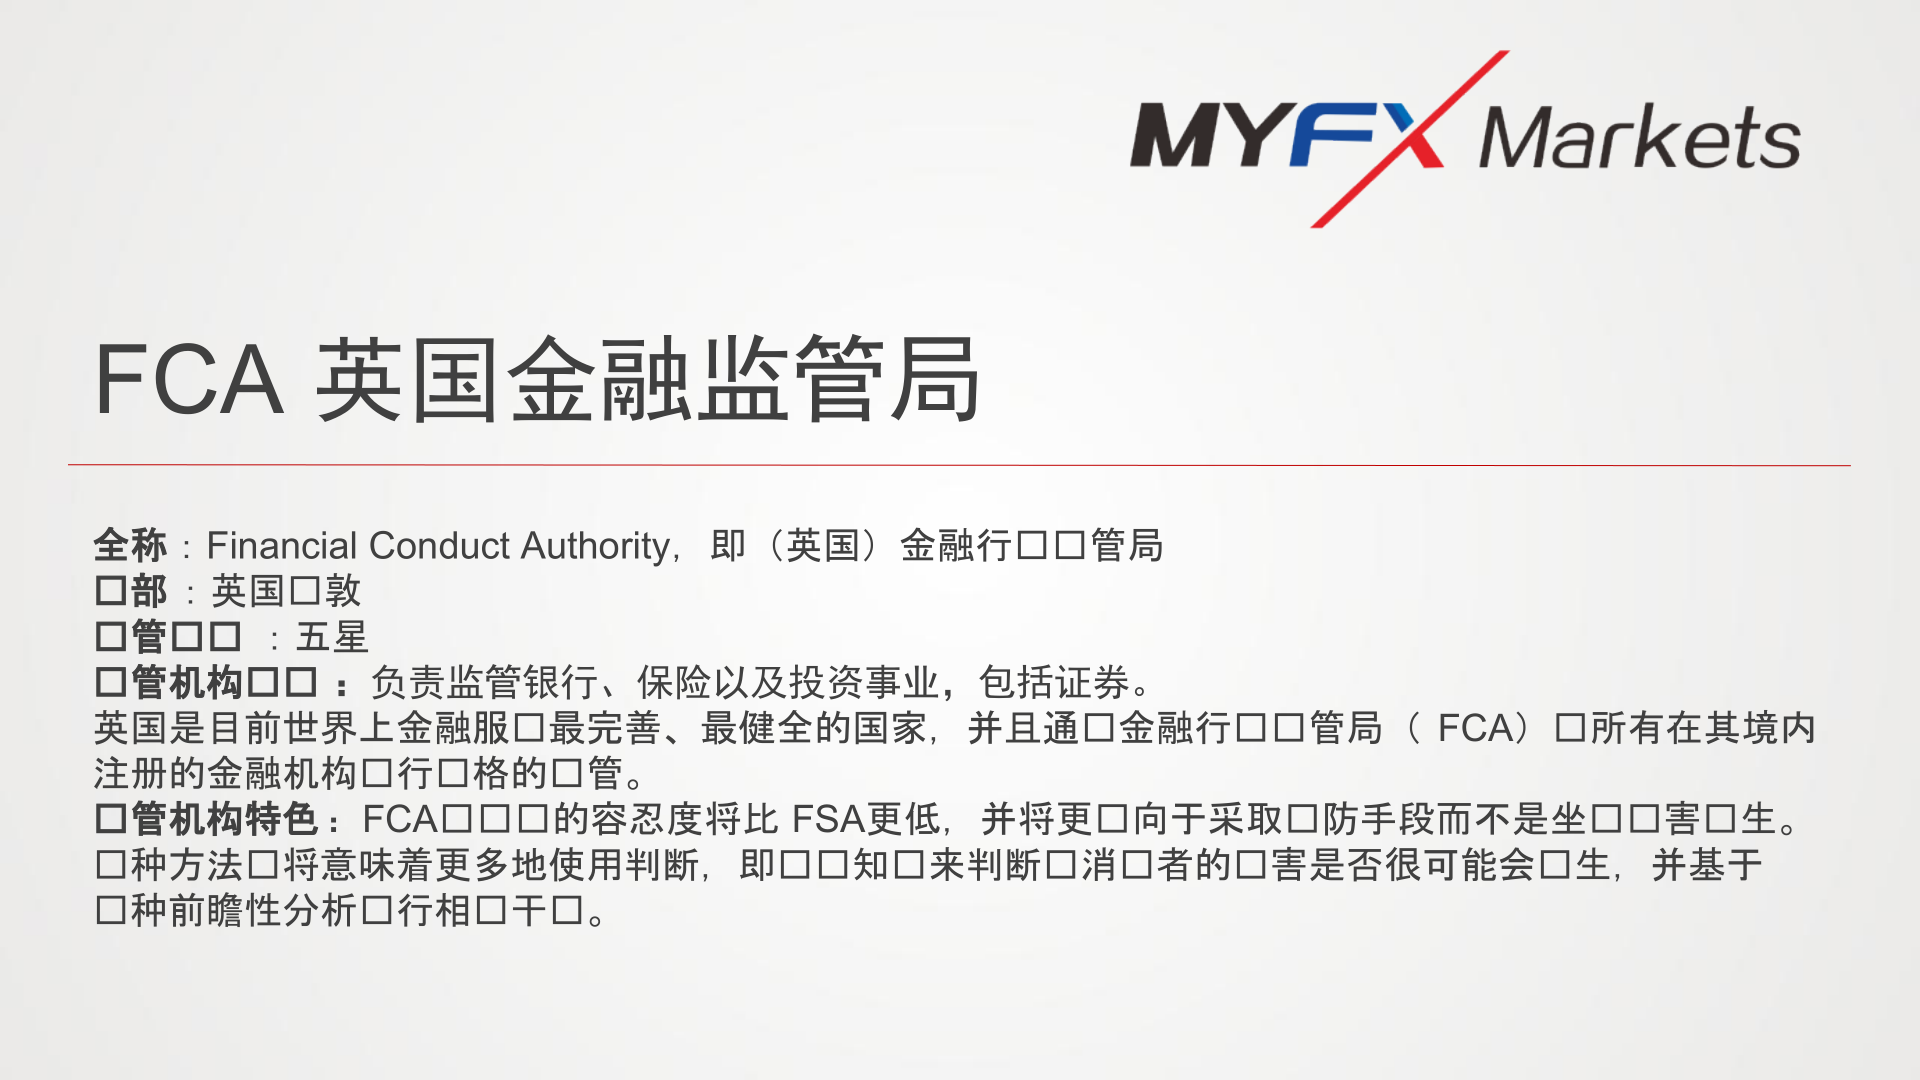 MYFX Markets
FCA 英国金融监管局
全称：Financial Conduct Authority，即（英国）金融行□□管局
□部：英国□敦
□管□□ ：五星
□管机构□□ ：负责监管银行、保险以及投资事业，包括证券。
英国是目前世界上金融服□最完善、最健全的国家，并且通□金融行□□管局（ FCA）□所有在其境内
注册的金融机构□行□格的□管。
□管机构特色：FCA□□□的容忍度将比 FSA更低，并将更□向于采取□防手段而不是坐□□害□生。
□种方法□将意味着更多地使用判断，即□□知□来判断□消□者的□害是否很可能会□生，并基于
□种前瞻性分析□行相□干□。